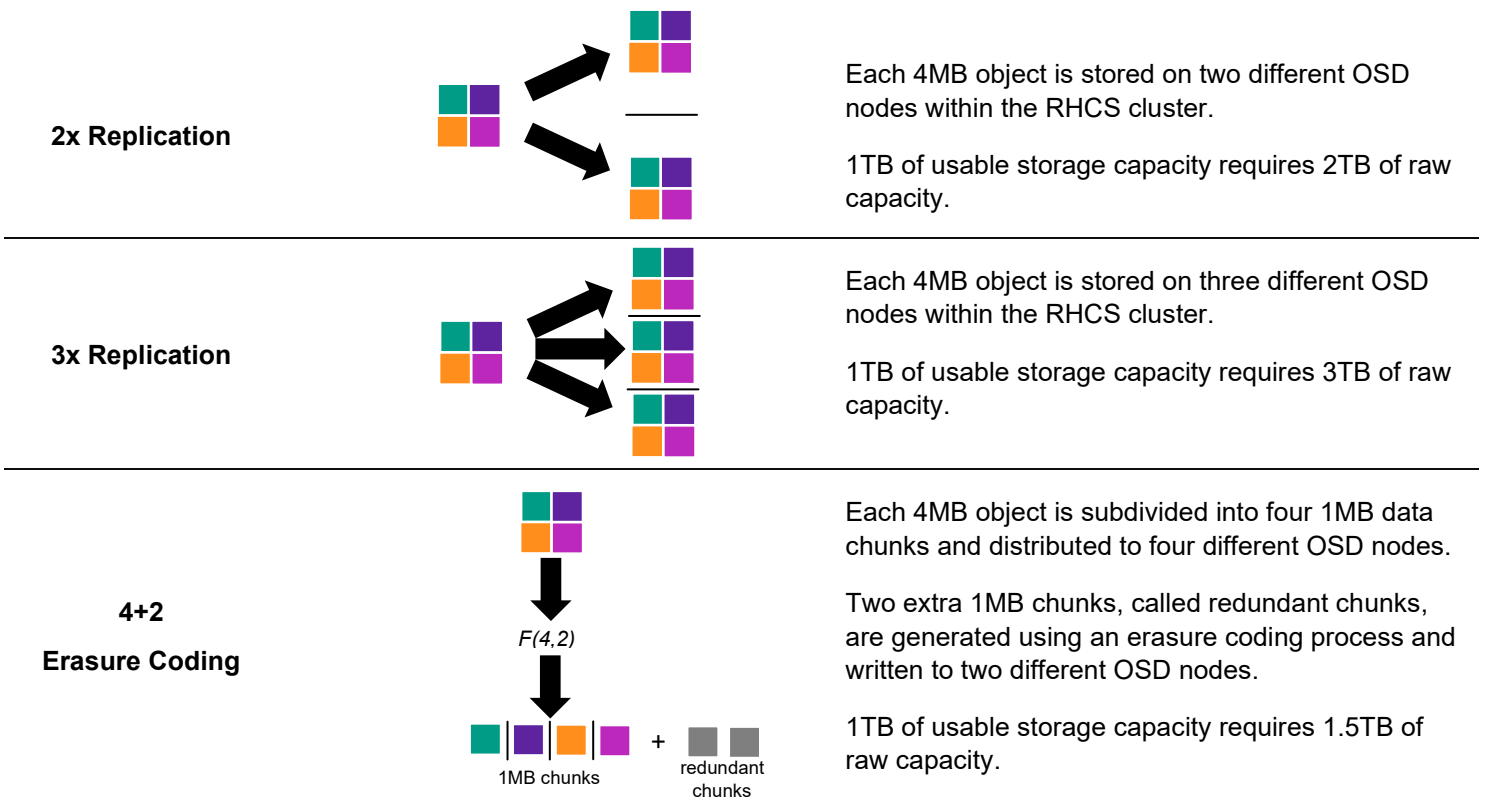 2x Replication
Each 4MB object is stored on two different OSD
nodes within the RHCS cluster.
1TB of usable storage capacity requires 2TB of raw
capacity.
3x Replication
Each 4MB object is stored on three different OSD
nodes within the RHCS cluster.
1TB of usable storage capacity requires 3TB of raw
capacity.
4+2
Erasure Coding
F(4,2)
+
1MB chunks
redundant
chunks
Each 4MB object is subdivided into four 1MB data
chunks and distributed to four different OSD nodes.
Two extra 1MB chunks, called redundant chunks,
are generated using an erasure coding process and
written to two different OSD nodes.
1TB of usable storage capacity requires 1.5TB of
raw capacity.